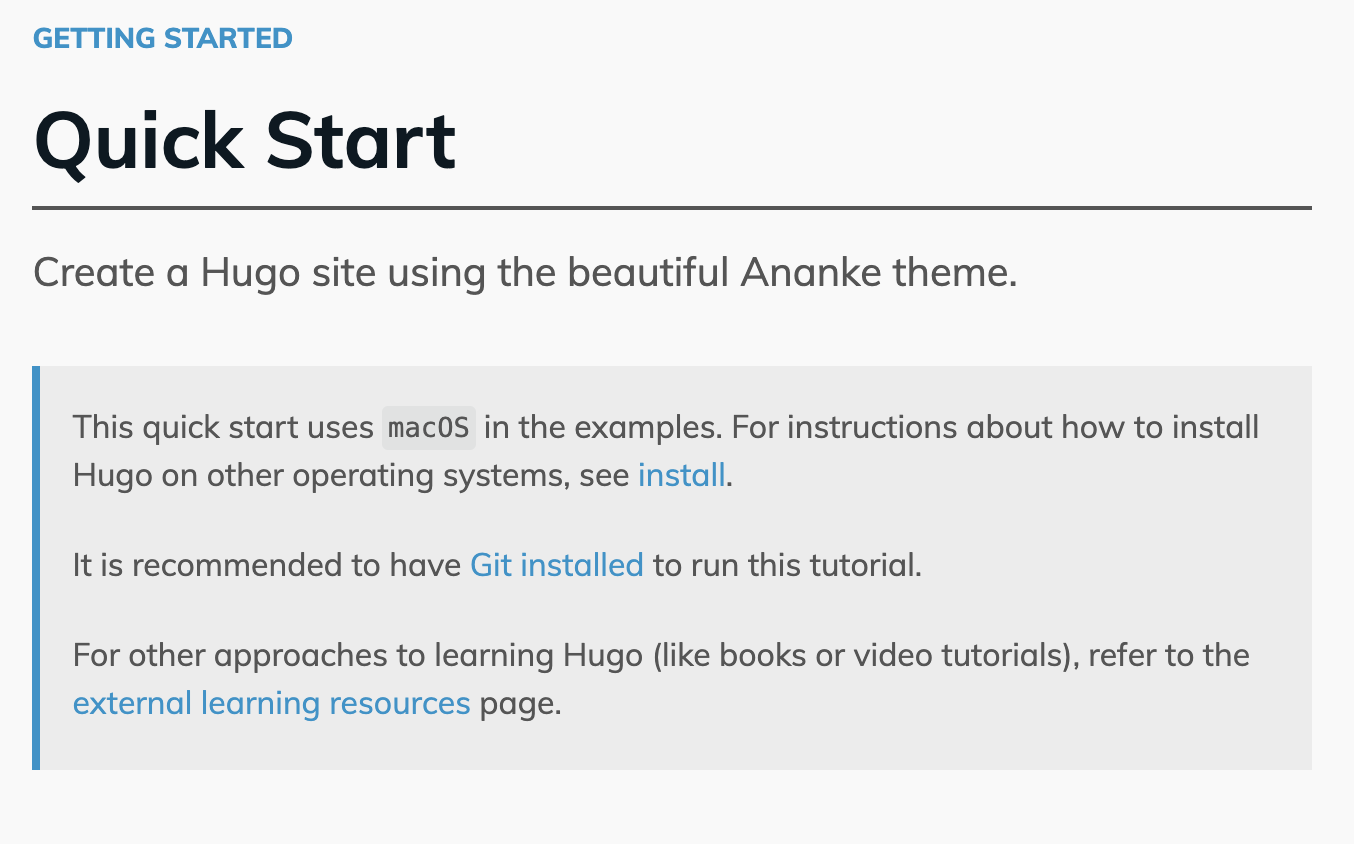 GETTING STARTED
Quick Start
Create a Hugo site using the beautiful Ananke theme.
This quick start uses macOS in the examples. For instructions about how to install
Hugo on other operating systems, see install.
It is recommended to have Git installed to run this tutorial.
For other approaches to learning Hugo (like books or video tutorials), refer to the
external learning resources page.